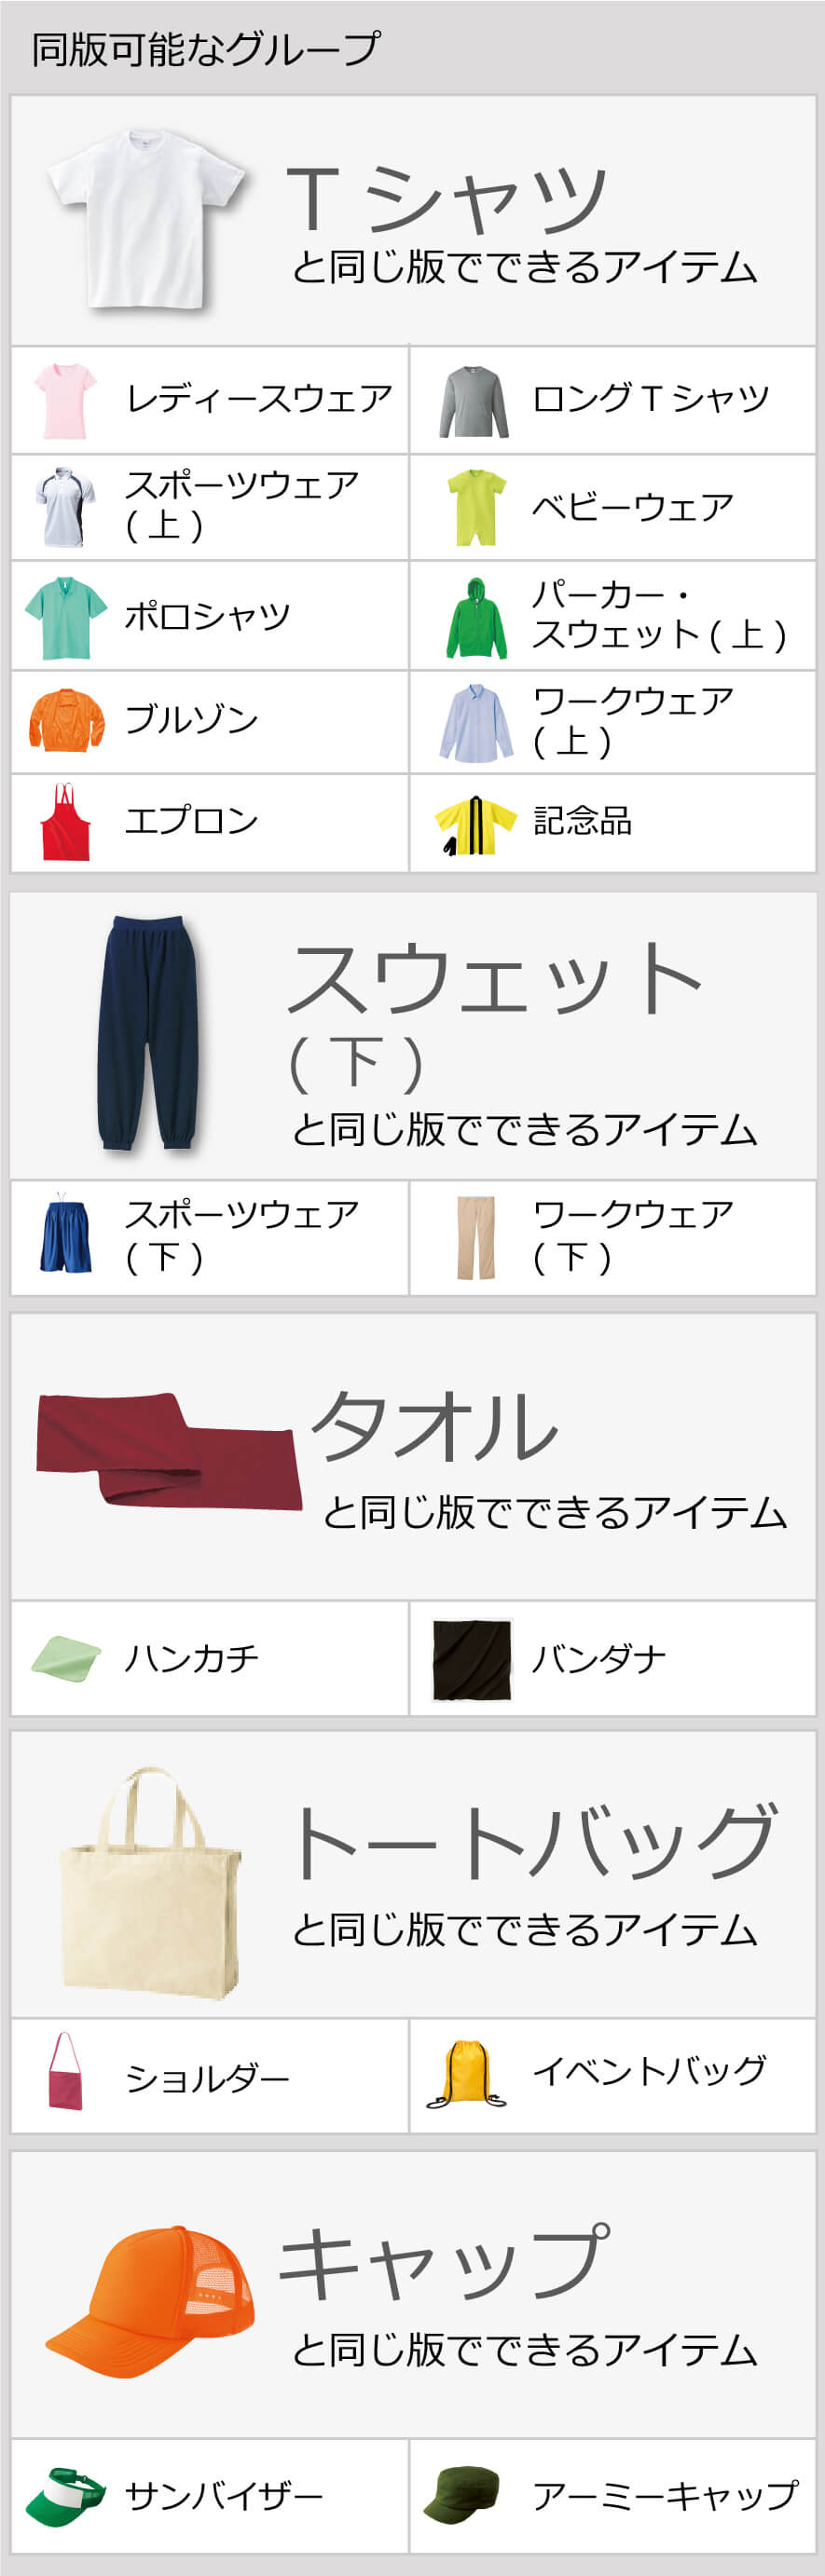 同版可能なグループ
Tシャツ
と同じ版でできるアイテム
レディースウェア
ロングTシャツ
スポーツウェア
(上)
ベビーウェア
ポロシャツ
パーカー・
スウェット(上)
ブルゾン
ワークウェア
(上)
エプロン
記念品
スウェット
(下)
と同じ版でできるアイテム
スポーツウェア
(下)
ワークウェア
(下)
タオル
と同じ版でできるアイテム
ハンカチ
バンダナ
トートバッグ
と同じ版でできるアイテム
ショルダー
イベントバッグ
キャップ
と同じ版でできるアイテム
サンバイザー
アーミーキャップ